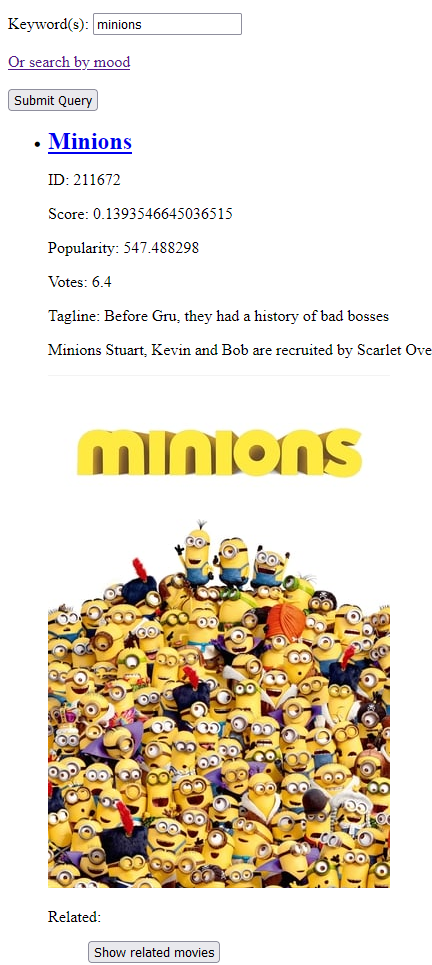 Keyword(s): minions
Or search by mood
Submit Query
Minions
ID: 211672
Score: 0.1393546645036515
Popularity: 547.488298
Votes: 6.4
Tagline: Before Gru, they had a history of bad bosses
Minions Stuart, Kevin and Bob are recruited by Scarlet Ove
minions
Related:
Show related movies